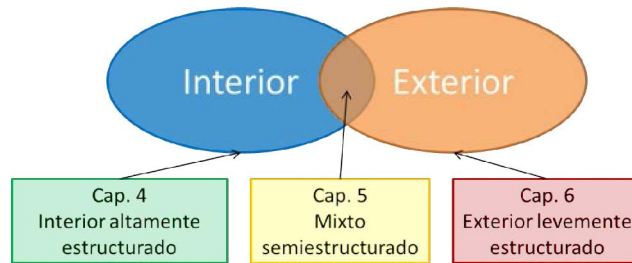 Interior
Exterior
Cap. 4
Interior altamente
estructurado
Cap. 5
Mixto
semiestructurado
Cap. 6
Exterior levemente
estructurado